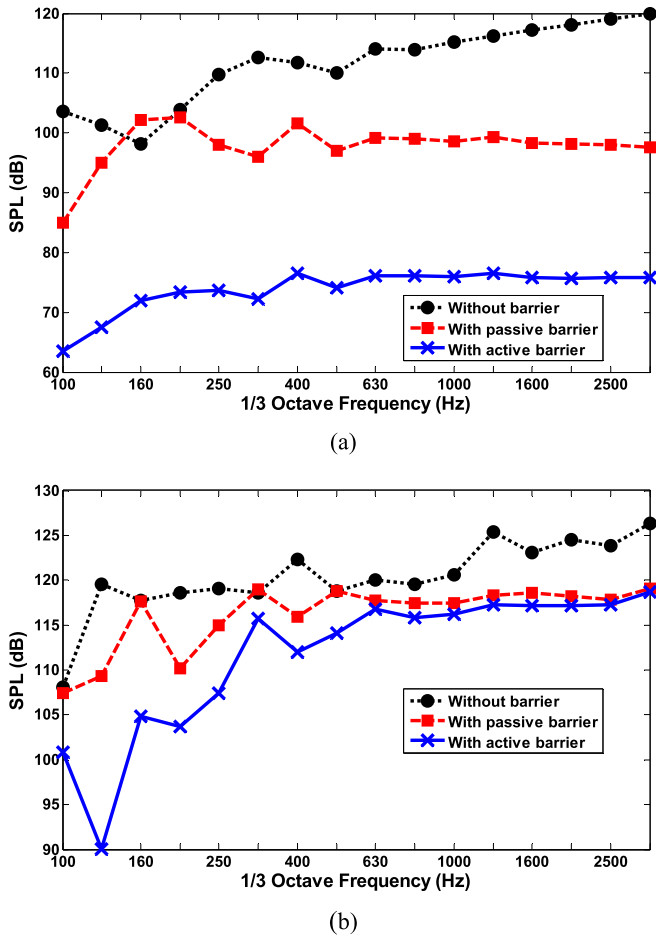 120
110
100
90
80
70
60
SPL (dB)
Without barrier
With passive barrier
With active barrier
100 160 250 400 630 1000 1600 2500
1/3 Octave Frequency (Hz)
(a)
130
125
120
115
110
105
100
95
90
SPL (dB)
Without barrier
With passive barrier
With active barrier
100 160 250 400 630 1000 1600 2500
1/3 Octave Frequency (Hz)
(b)